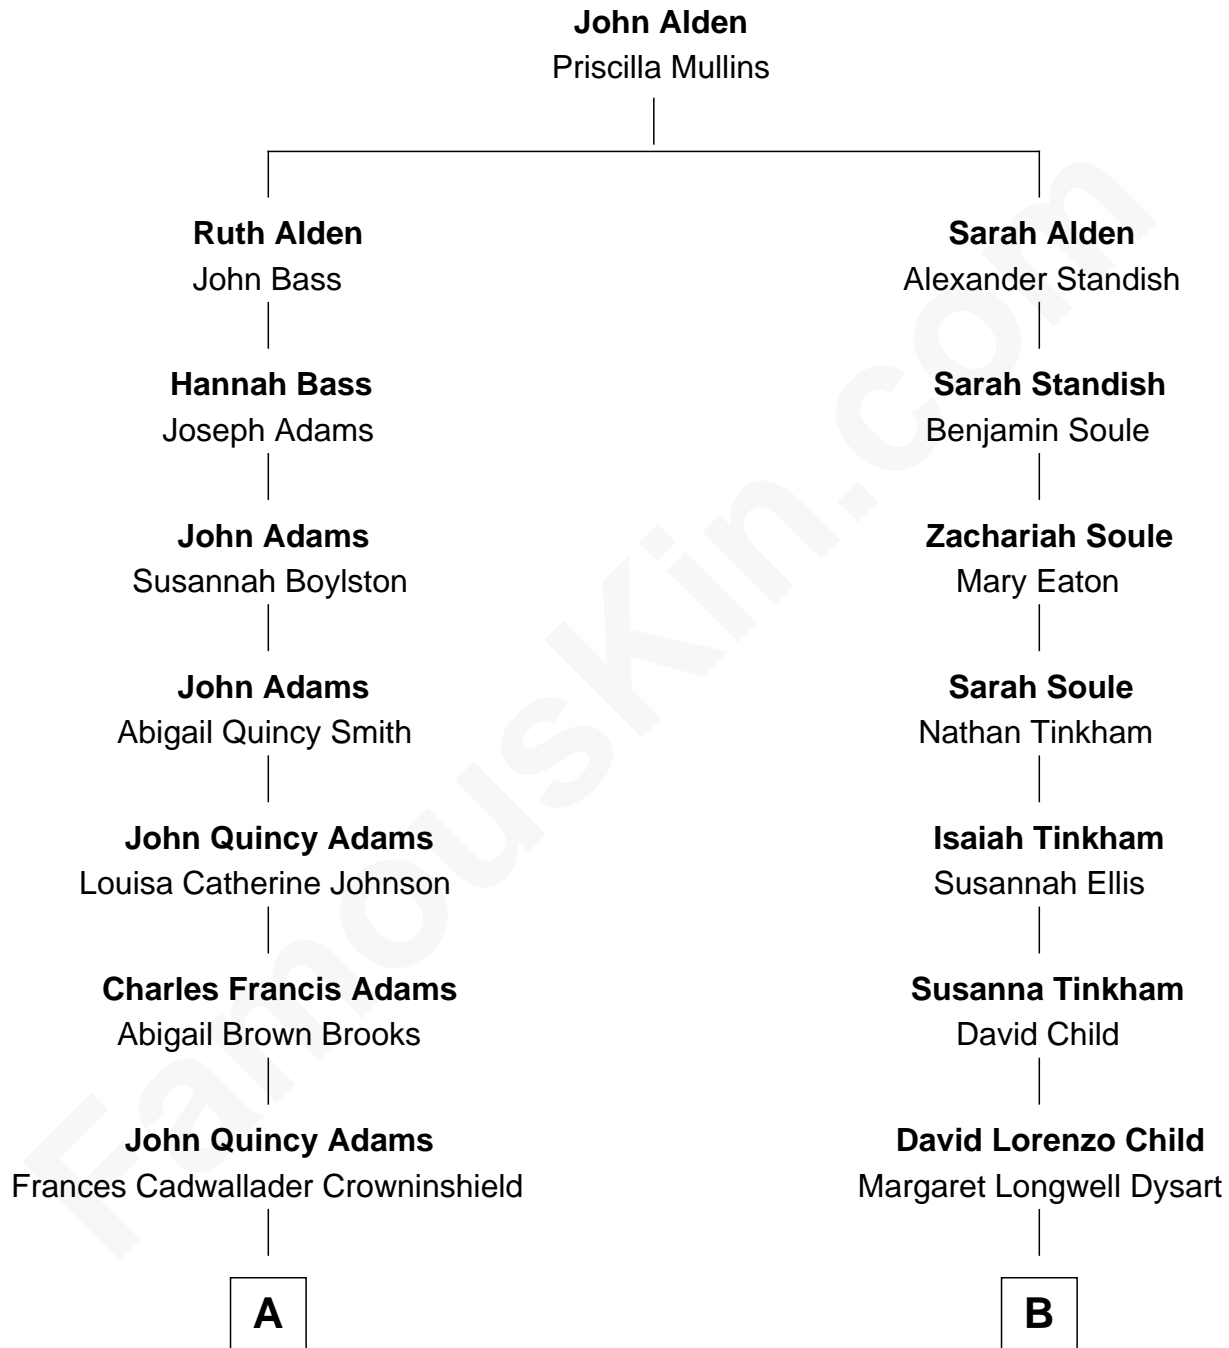 John Alden
Priscilla Mullins
Ruth Alden
John Bass
Sarah Alden
Alexander Standish
Hannah Bass
Joseph Adams
Sarah Standish
Benjamin Soule
John Adams
Susannah Boylston
Zachariah Soule
Mary Eaton
John Adams
Abigail Quincy Smith
Sarah Soule
Nathan Tinkham
John Quincy Adams
Louisa Catherine Johnson
Isaiah Tinkham
Susannah Ellis
Charles Francis Adams
Abigail Brown Brooks
Susanna Tinkham
David Child
John Quincy Adams
Frances Cadwallader Crowninshield
David Lorenzo Child
Margaret Longwell Dysart
A
B
FamousKin.com